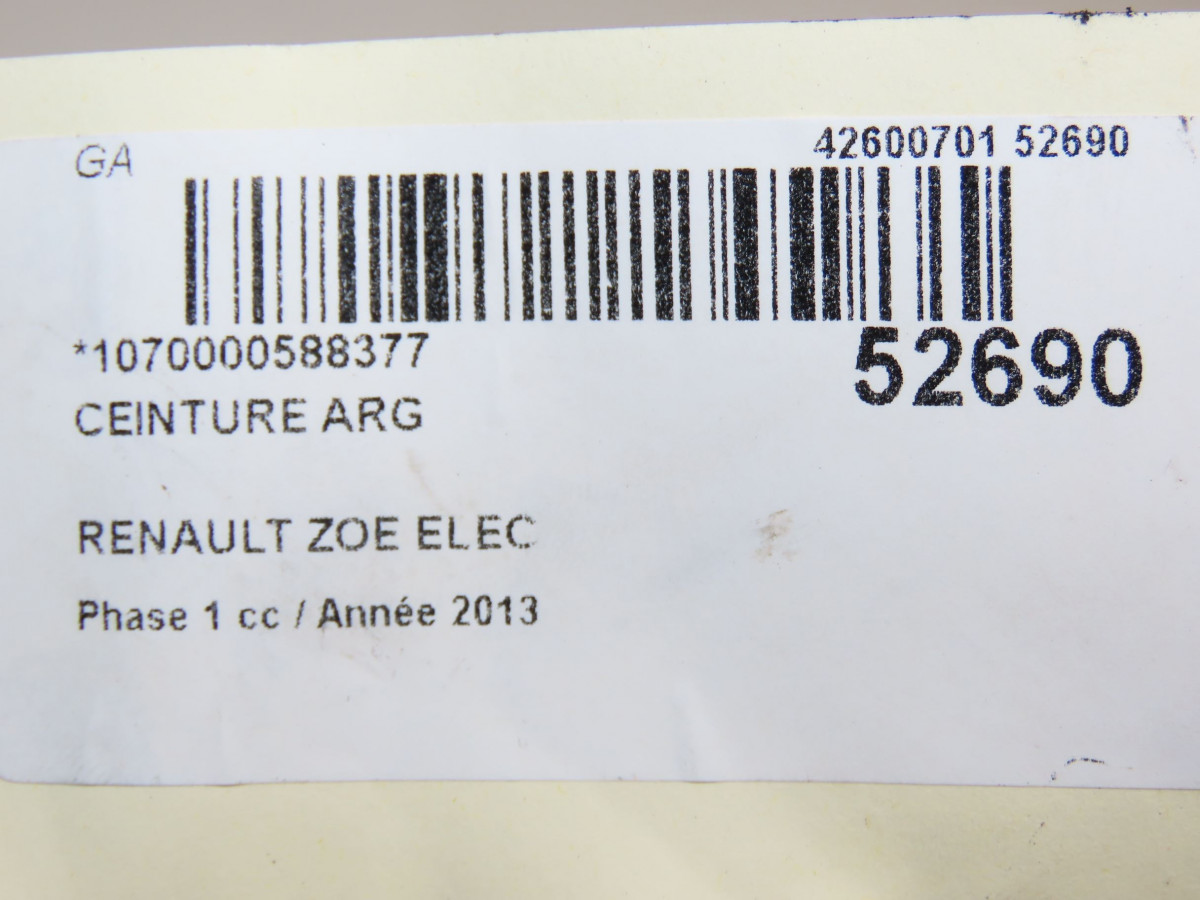 GA
42600701 52690
*1070000588377
52690
CEINTURE ARG
RENAULT ZOE ELEC
Phase 1 cc / Année 2013